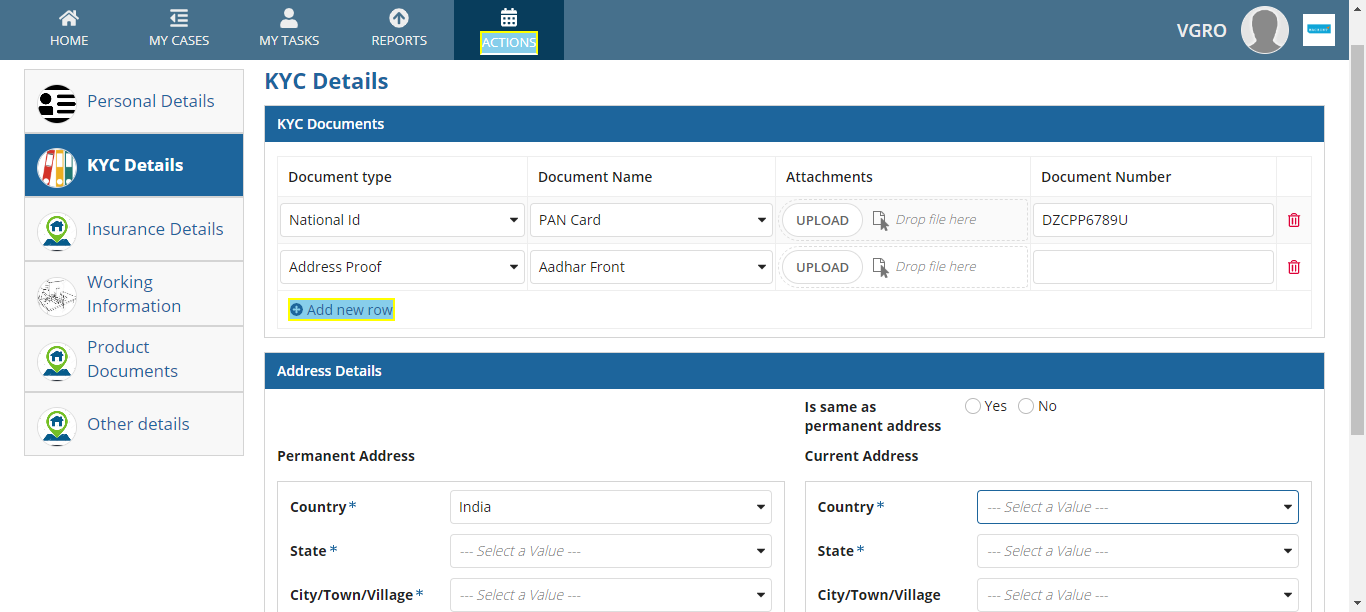 HOME
MY CASES
MY TASKS
REPORTS
ACTIONS
VGRO
Personal Details
KYC Details
Insurance Details
Working
Information
Product
Documents
Other details
KYC Details
KYC Documents
Document type Document Name Attachments Document Number
National Id PAN Card UPLOAD Drop file here DZCPP6789U
Address Proof Aadhar Front UPLOAD Drop file here
Add new row
Address Details
Is same as
permanent address
Yes No
Permanent Address
Country* India
State* --- Select a Value ---
City/Town/Village* --- Select a Value ---
Current Address
Country* --- Select a Value ---
State* --- Select a Value ---
City/Town/Village --- Select a Value ---